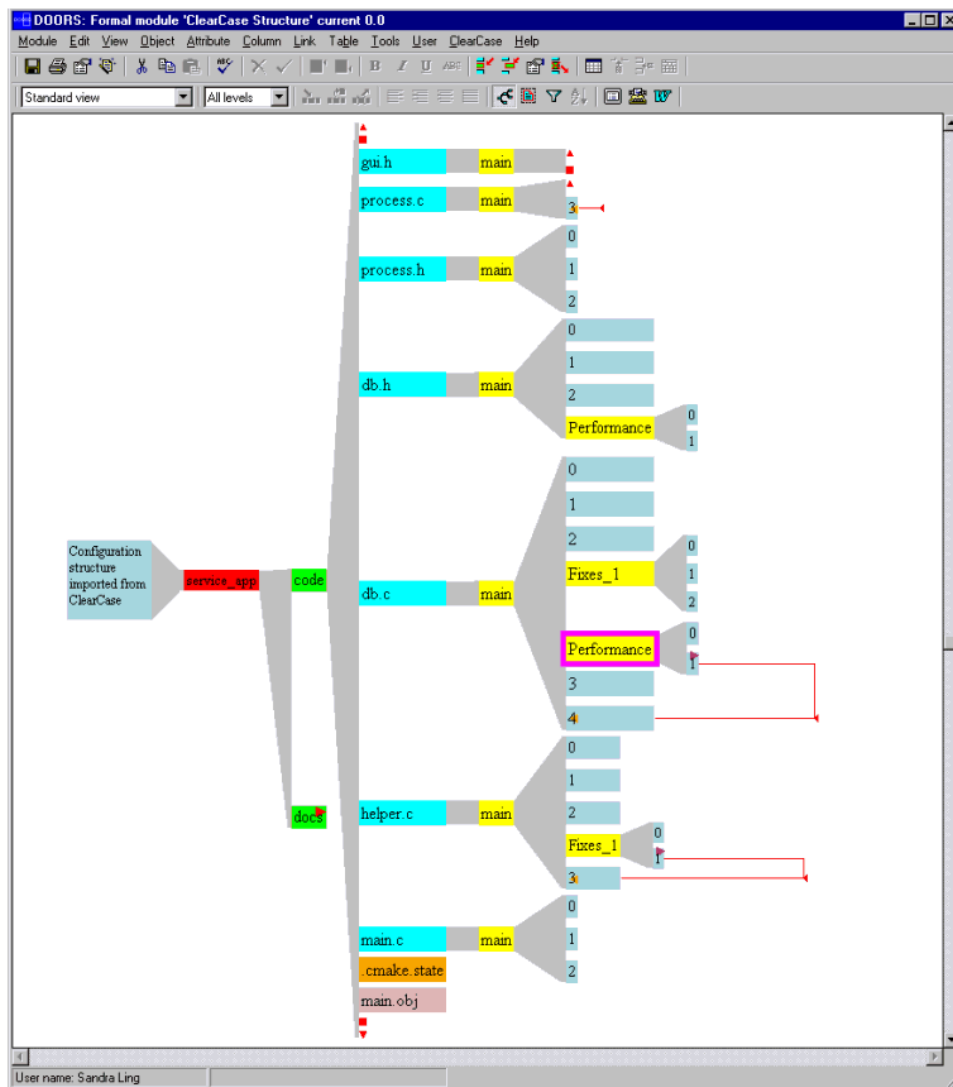 DOORS: Formal module 'ClearCase Structure' current 0.0
Module Edit View Object Attribute Column Link Table Tools User ClearCase Help
Standard view All levels
gui.h main
process.c main
3
process.h main
0
1
2
db.h main
0
1
2
Performance
0
1
Configuration
structure
imported from
ClearCase
service_app
code
docs
db.c main
0
1
2
Fixes_1
0
1
2
Performance
0
1
3
4
helper.c main
0
1
2
Fixes_1
0
1
3
main.c main
0
1
2
.cmake.state
main.obj
User name: Sandra Ling